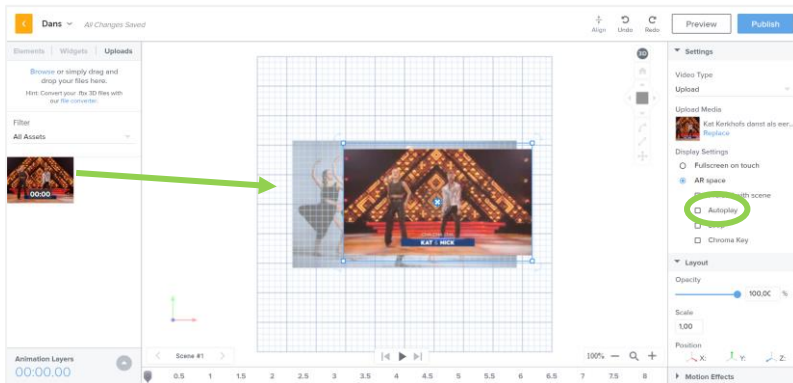 Dans
All Changes Saved
Align
Undo
Redo
Preview
Publish
Elements
Widgets
Uploads
Browse or simply drag and
drop your files here.
Hint: Convert your .fbx 3D files with
our file converter.
Filter
All Assets
00:00
3D
KAT & NICK
Settings
Video Type
Upload
Upload Media
Kat Kerkhofs danst als eer...
Replace
Display Settings
Fullscreen on touch
AR space
with scene
Autoplay
Chroma Key
Layout
Opacity
100,00 %
Scale
1,00
Position
X: Y: Z:
Motion Effects
Animation Layers
00:00.00
Scene #1
100%
0.5 1 1.5 2 2.5 3 3.5 4 4.5 5 5.5 6 6.5 7 7.5 8